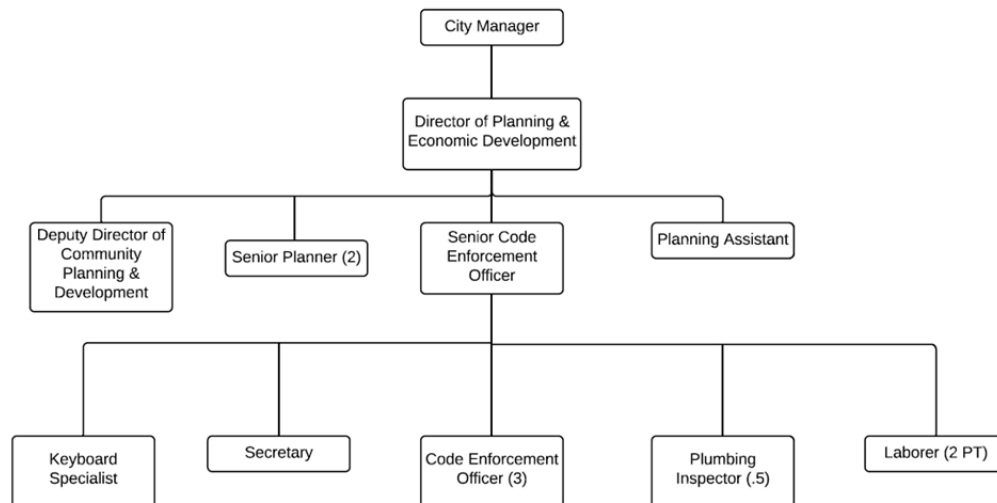 City Manager
Director of Planning &
Economic Development
Deputy Director of
Community
Planning &
Development
Senior Planner (2)
Senior Code
Enforcement
Officer
Planning Assistant
Keyboard
Specialist
Secretary
Code Enforcement
Officer (3)
Plumbing
Inspector (.5)
Laborer (2 PT)